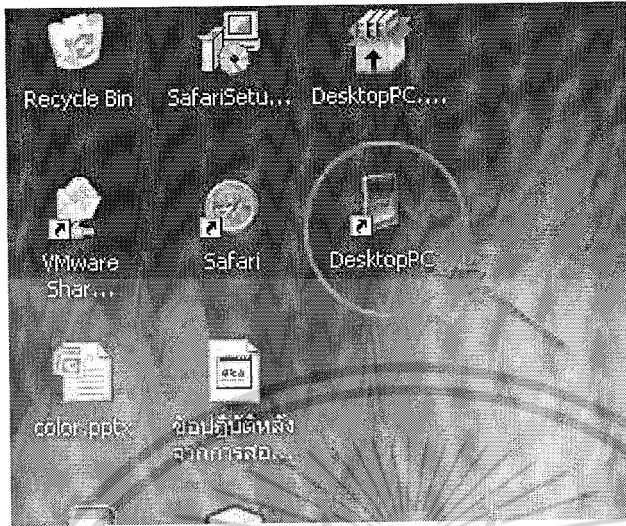 Recycle Bin
SafariSetu...
DesktopPC....
VMware
Shar...
Safari
DesktopPC
color.pptx
ข้อปฏิบัติหลัง
จากการสอ...